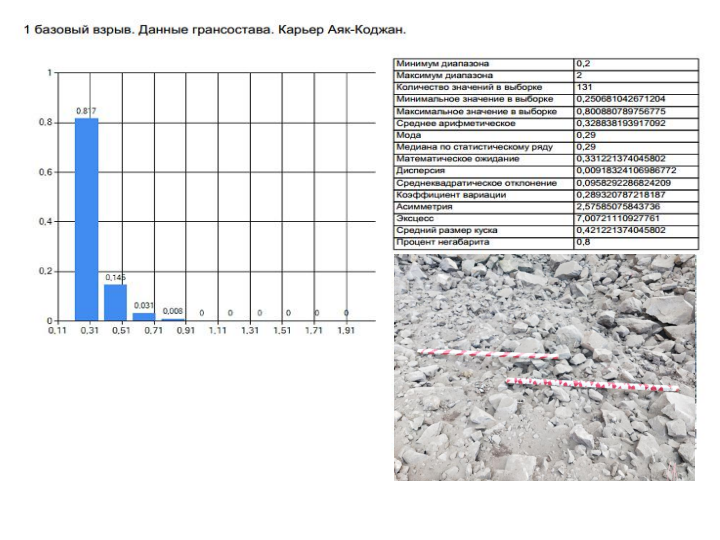 1 базовый взрыв. Данные грансостава. Карьер Аяк-Коджан.
1
0,8
0,6
0,4
0,2
0
0.817
0,145
0.031
0,008
0 0 0 0 0 0
0,11 0,31 0,51 0,71 0,91 1,11 1,31 1,51 1,71 1,91
Минимум диапазона 0,2
Максимум диапазона 2
Количество значений в выборке 131
Минимальное значение в выборке 0,250681042671204
Максимальное значение в выборке 0,800880789756775
Среднее арифметическое 0,328838193917092
Мода 0,29
Медиана по статистическому ряду 0,29
Математическое ожидание 0,331221374045802
Дисперсия 0,00918324106986772
Среднеквадратическое отклонение 0,0958292286824209
Коэффициент вариации 0,289320787218187
Асимметрия 2,57585075843736
Эксцесс 7,00721110927761
Средний размер куска 0,421221374045802
Процент негабарита 0,8